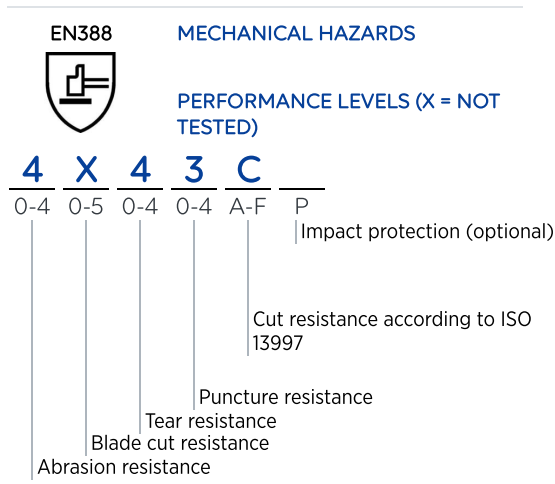 EN388
MECHANICAL HAZARDS
PERFORMANCE LEVELS (X = NOT
TESTED)
4 X 4 3 C
0-4 0-5 0-4 0-4 A-F P
Impact protection (optional)
Cut resistance according to ISO
13997
Puncture resistance
Tear resistance
Blade cut resistance
Abrasion resistance